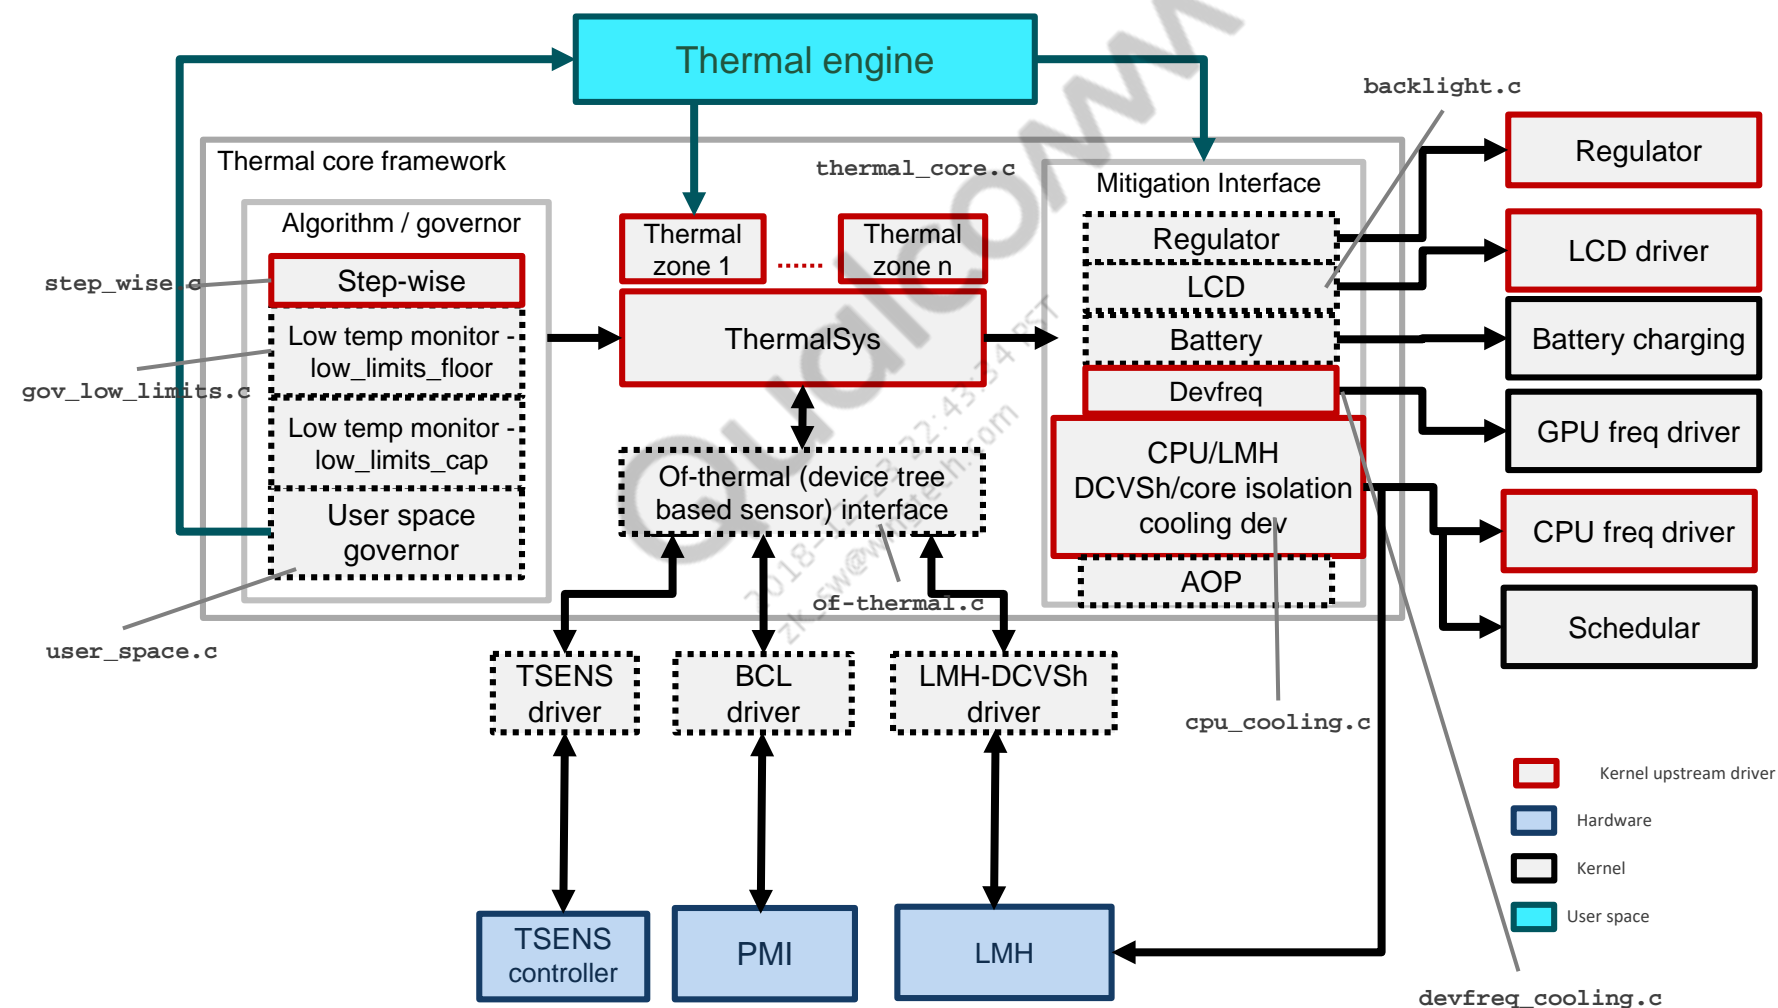 Thermal engine
backlight.c
Thermal core framework
thermal_core.c
Mitigation Interface
Regulator
Algorithm / governor
Thermal
zone 1
......
Thermal
zone n
Regulator
LCD driver
step_wise.c
Step-wise
LCD
Low temp monitor -
low_limits_floor
ThermalSys
Battery
Battery charging
gov_low_limits.c
Devfreq
Low temp monitor -
low_limits_cap
GPU freq driver
Of-thermal (device tree
based sensor) interface
CPU/LMH
DCVSh/core isolation
cooling dev
User space
governor
CPU freq driver
AOP
of-thermal.c
Schedular
user_space.c
TSENS
driver
BCL
driver
LMH-DCVSh
driver
cpu_cooling.c
Kernel upstream driver
Hardware
Kernel
User space
TSENS
controller
PMI
LMH
devfreq_cooling.c
Qualcomm